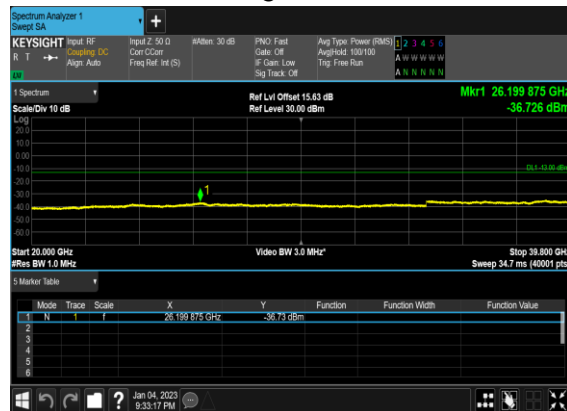 Spectrum Analyzer 1
Swept SA
KEYSIGHT
R T
LXI
Input: RF
Coupling: DC
Align: Auto
Input Z: 50 Ω
Corr CCorr
Freq Ref: Int (S)
#Atten: 30 dB
PNO: Fast
Gate: Off
IF Gain: Low
Sig Track: Off
Avg Type: Power (RMS)
Avg|Hold: 100/100
Trig: Free Run
1 2 3 4 5 6
A W W W W W
A N N N N N
1 Spectrum
Scale/Div 10 dB
Ref Lvl Offset 15.63 dB
Ref Level 30.00 dBm
Mkr1 26.199 875 GHz
-36.726 dBm
Log
20.0
10.0
0.00
-10.0
-20.0
-30.0
-40.0
-50.0
-60.0
DL1 -13.00 dBm
1
Start 20.000 GHz
#Res BW 1.0 MHz
Video BW 3.0 MHz*
Stop 39.800 GHz
Sweep 34.7 ms (40001 pts)
5 Marker Table
Mode Trace Scale X Y Function Function Width Function Value
1 N 1 f 26.199 875 GHz -36.73 dBm
2
3
4
5
6
?
Jan 04, 2023
9:33:17 PM